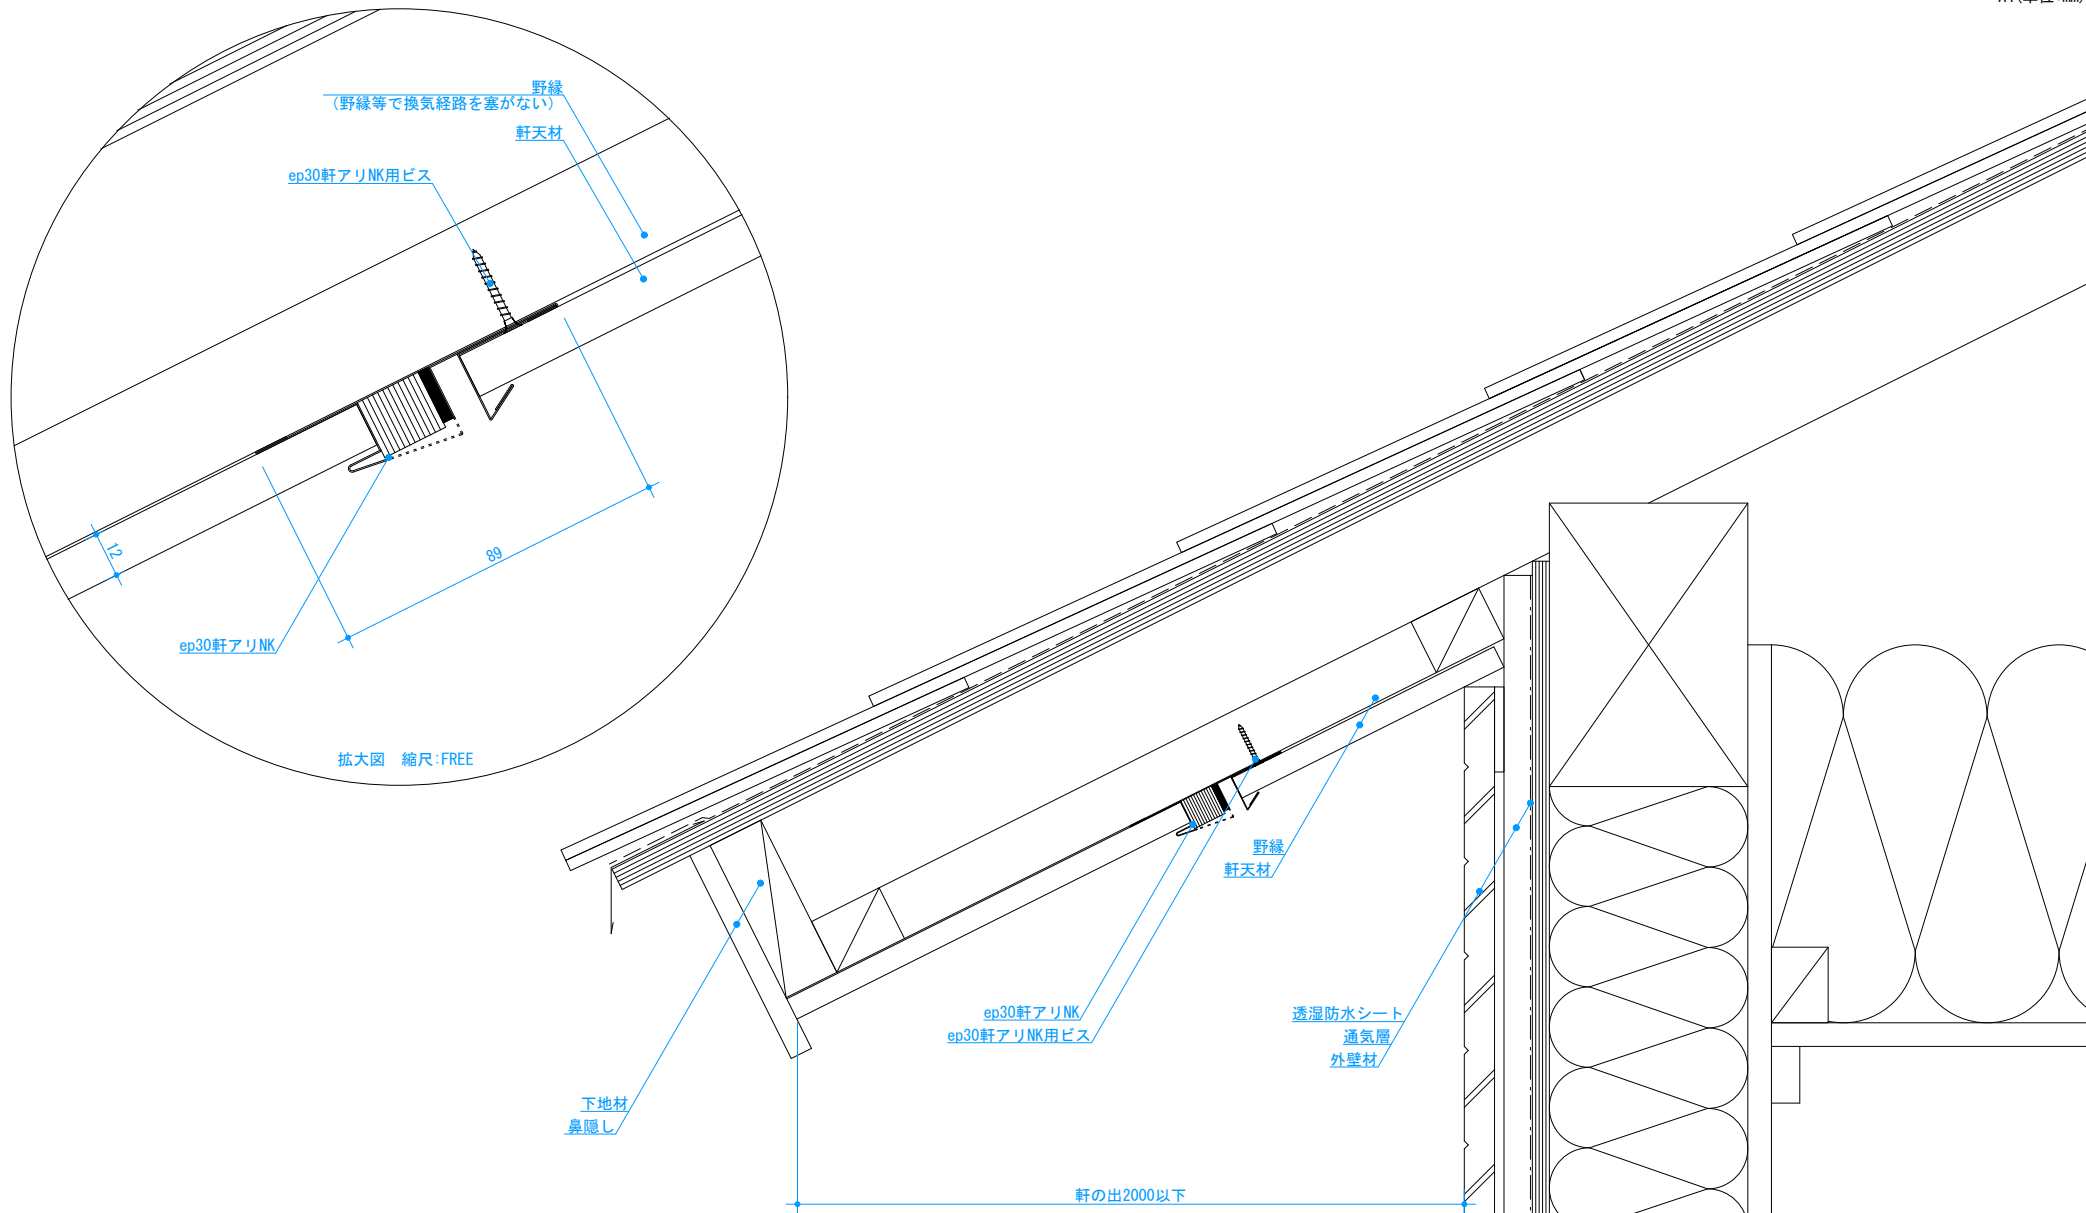 野縁
（野縁等で換気経路を塞がない）
軒天材
ep30軒アリNK用ビス
12
89
ep30軒アリNK
拡大図　縮尺:FREE
野縁
軒天材
ep30軒アリNK
ep30軒アリNK用ビス
透湿防水シート
通気層
外壁材
下地材
鼻隠し
軒の出2000以下